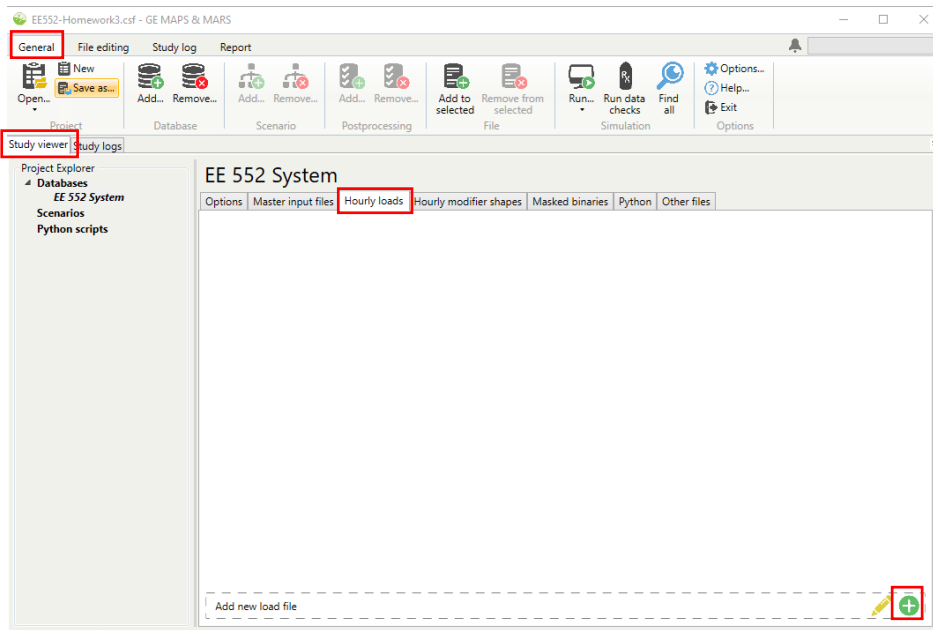 EE552-Homework3.csf - GE MAPS & MARS
General File editing Study log Report
Open... New Save as... Add... Remove... Add... Remove... Add... Remove... Add to selected Remove from selected Run... Run data checks Find all Options... Help... Exit
Project Database Scenario Postprocessing File Simulation Options
Study viewer Study logs
Project Explorer
Databases
EE 552 System
Scenarios
Python scripts
EE 552 System
Options Master input files Hourly loads Hourly modifier shapes Masked binaries Python Other files
Add new load file